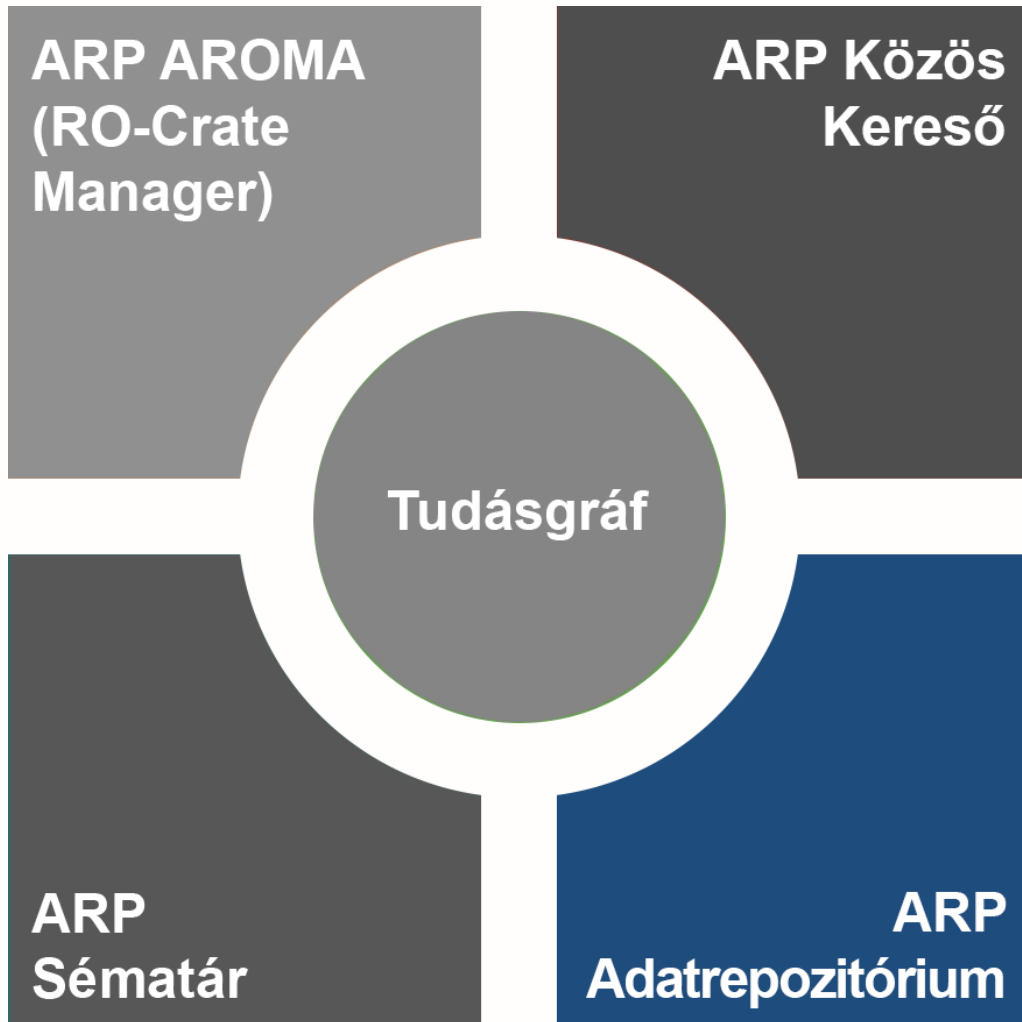 ARP AROMA
(RO-Crate
Manager)
ARP Közös
Kereső
Tudásgráf
ARP
Sématár
ARP
Adatrepozitórium